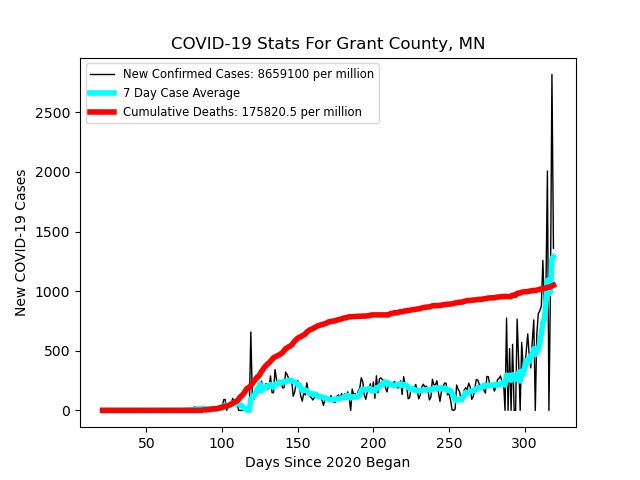 COVID-19 Stats For Grant County, MN
New Confirmed Cases: 8659100 per million
7 Day Case Average
Cumulative Deaths: 175820.5 per million
New COVID-19 Cases
2500
2000
1500
1000
500
0
50 100 150 200 250 300
Days Since 2020 Began